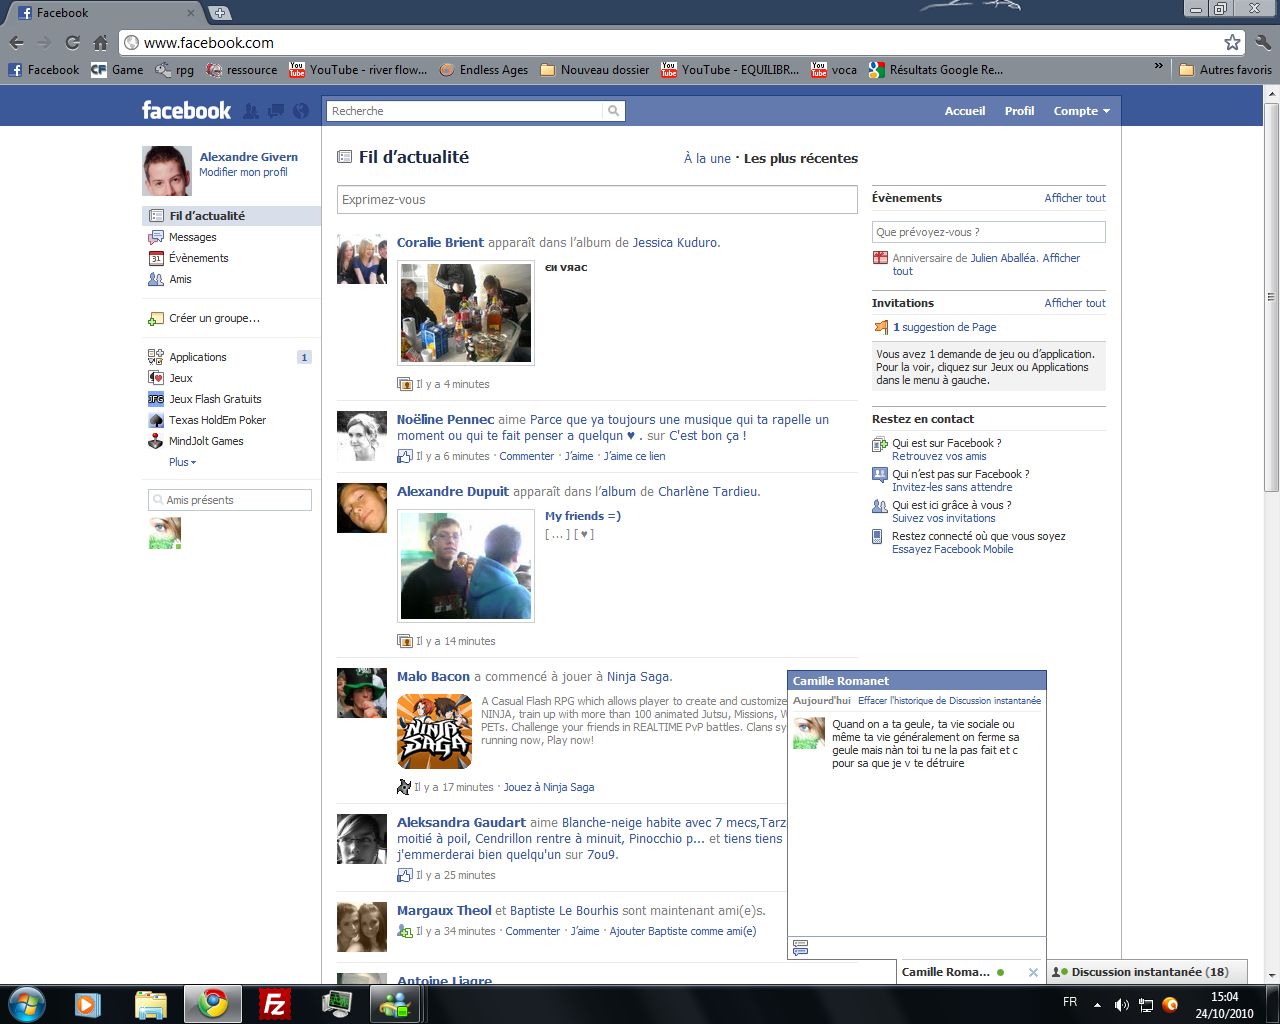 Facebook
www.facebook.com
Facebook
Game
rpg
ressource
YouTube - river flow...
Endless Ages
Nouveau dossier
YouTube - EQUILIBR...
voca
Résultats Google Re...
»
Autres favoris
facebook
Recherche
Accueil
Profil
Compte
Alexandre Givern
Modifier mon profil
Fil d'actualité
Messages
Évènements
Amis
Créer un groupe...
Applications 1
Jeux
Jeux Flash Gratuits
Texas HoldEm Poker
MindJolt Games
Plus
Amis présents
Fil d'actualité
À la une · Les plus récentes
Exprimez-vous
Coralie Brient apparaît dans l'album de Jessica Kuduro.
єи vяac
Il y a 4 minutes
Noëline Pennec aime Parce que ya toujours une musique qui ta rapelle un
moment ou qui te fait penser a quelqun ♥ . sur C'est bon ça !
Il y a 6 minutes · Commenter · J'aime · J'aime ce lien
Alexandre Dupuit apparaît dans l'album de Charlène Tardieu.
My friends =)
[ ... ] [ ♥ ]
Il y a 14 minutes
Malo Bacon a commencé à jouer à Ninja Saga.
NINJA
SAGA
A Casual Flash RPG which allows player to create and customize
NINJA, train up with more than 100 animated Jutsu, Missions, W
PETs. Challenge your friends in REALTIME PvP battles. Clans sy
running now, Play now!
Il y a 17 minutes · Jouez à Ninja Saga
Aleksandra Gaudart aime Blanche-neige habite avec 7 mecs,Tarz
moitié à poil, Cendrillon rentre à minuit, Pinocchio p... et tiens tiens
j'emmerderai bien quelqu'un sur 7ou9.
Il y a 25 minutes
Margaux Theol et Baptiste Le Bourhis sont maintenant ami(e)s.
Il y a 34 minutes · Commenter · J'aime · Ajouter Baptiste comme ami(e)
Antoine Liagre
Évènements
Afficher tout
Que prévoyez-vous ?
31
Anniversaire de Julien Aballéa. Afficher
tout
Invitations
Afficher tout
1 suggestion de Page
Vous avez 1 demande de jeu ou d'application.
Pour la voir, cliquez sur Jeux ou Applications
dans le menu à gauche.
Restez en contact
Qui est sur Facebook ?
Retrouvez vos amis
Qui n'est pas sur Facebook ?
Invitez-les sans attendre
Qui est ici grâce à vous ?
Suivez vos invitations
Restez connecté où que vous soyez
Essayez Facebook Mobile
Camille Romanet
Aujourd'hui Effacer l'historique de Discussion instantanée
Quand on a ta geule, ta vie sociale ou
même ta vie généralement on ferme sa
geule mais nàn toi tu ne la pas fait et c
pour sa que je v te détruire
Camille Roma...
Discussion instantanée (18)
FR
15:04
24/10/2010